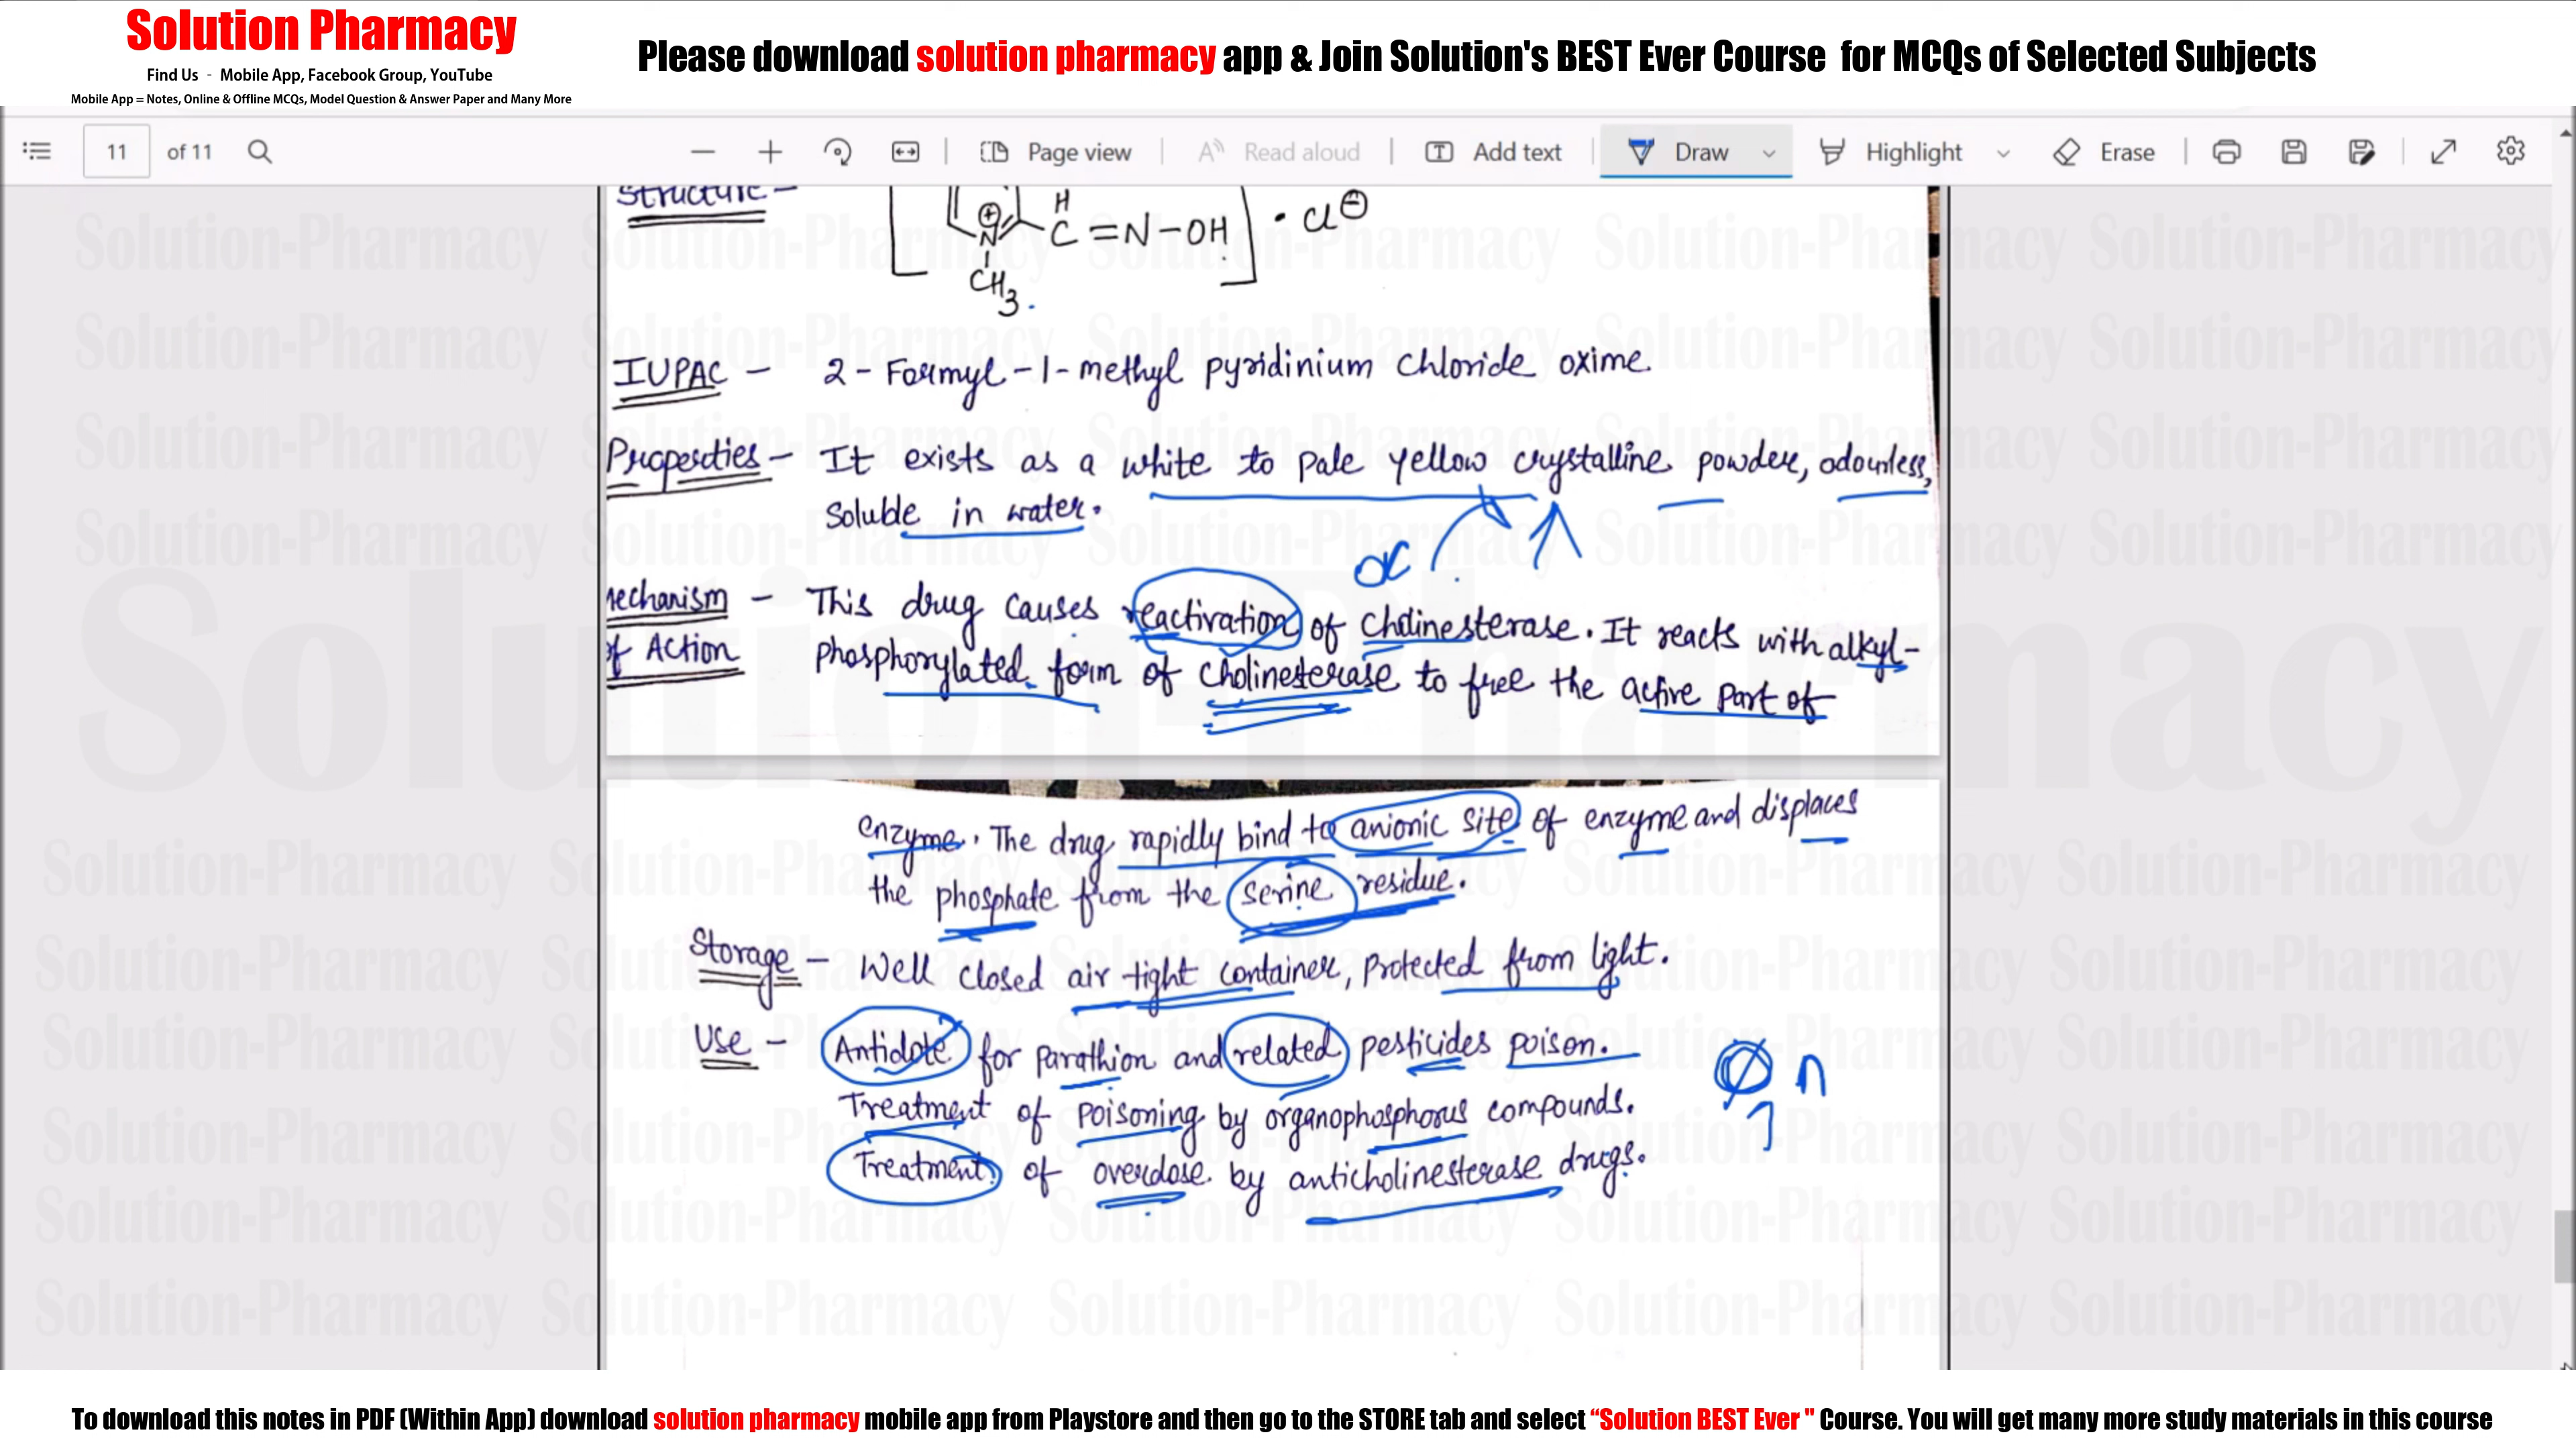 Solution Pharmacy
Find Us - Mobile App, Facebook Group, YouTube
Mobile App = Notes, Online & Offline MCQs, Model Question & Answer Paper and Many More
Please download solution pharmacy app & Join Solution's BEST Ever Course for MCQs of Selected Subjects
11 of 11 Page view Read aloud Add text Draw Highlight Erase
Structure -
H
N C = N - OH · Cl⊖
CH3
IUPAC - 2-Formyl-1-methyl pyridinium chloride oxime.
Properties - It exists as a white to pale yellow crystalline powder, odourless,
soluble in water.
Mechanism - This drug causes reactivation of cholinesterase. It reacts with alkyl-
of Action phosphorylated form of cholinesterase to free the active part of
enzyme. The drug rapidly bind to anionic site of enzyme and displaces
the phosphate from the serine residue.
Storage - Well closed air tight container, protected from light.
Use - Antidote for parathion and related pesticides poison.
Treatment of poisoning by organophosphorus compounds.
Treatment of overdose by anticholinesterase drugs.
Solution-Pharmacy
To download this notes in PDF (Within App) download solution pharmacy mobile app from Playstore and then go to the STORE tab and select “Solution BEST Ever " Course. You will get many more study materials in this course